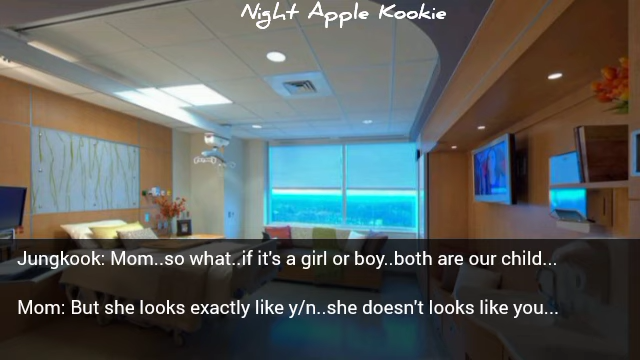 Night Apple Kookie
Jungkook: Mom..so what..if it's a girl or boy..both are our child...
Mom: But she looks exactly like y/n..she doesn't looks like you...